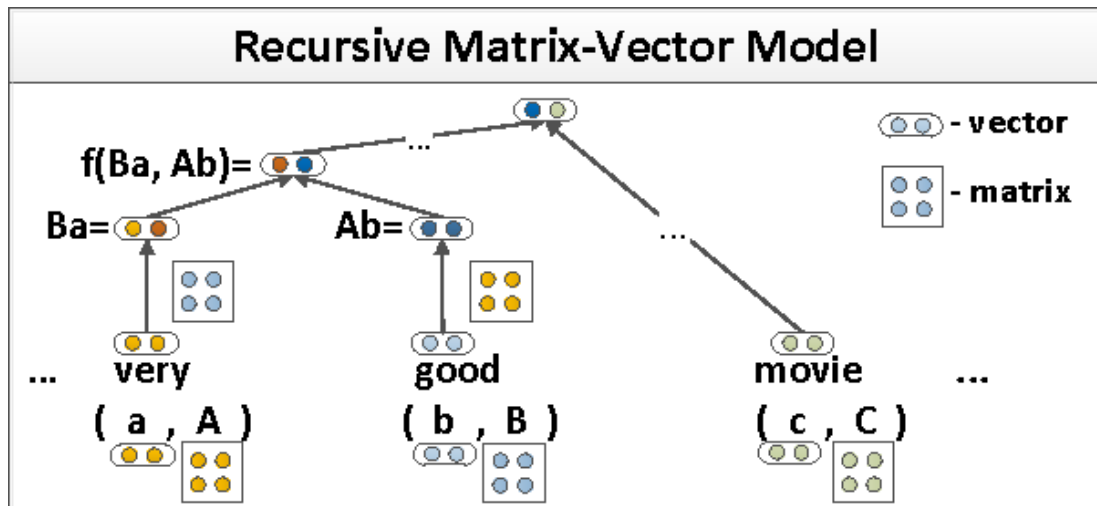 Recursive Matrix-Vector Model
- vector
...
f(Ba, Ab)=
- matrix
Ba=
Ab=
...
... very good movie ...
( a , A ) ( b , B ) ( c , C )